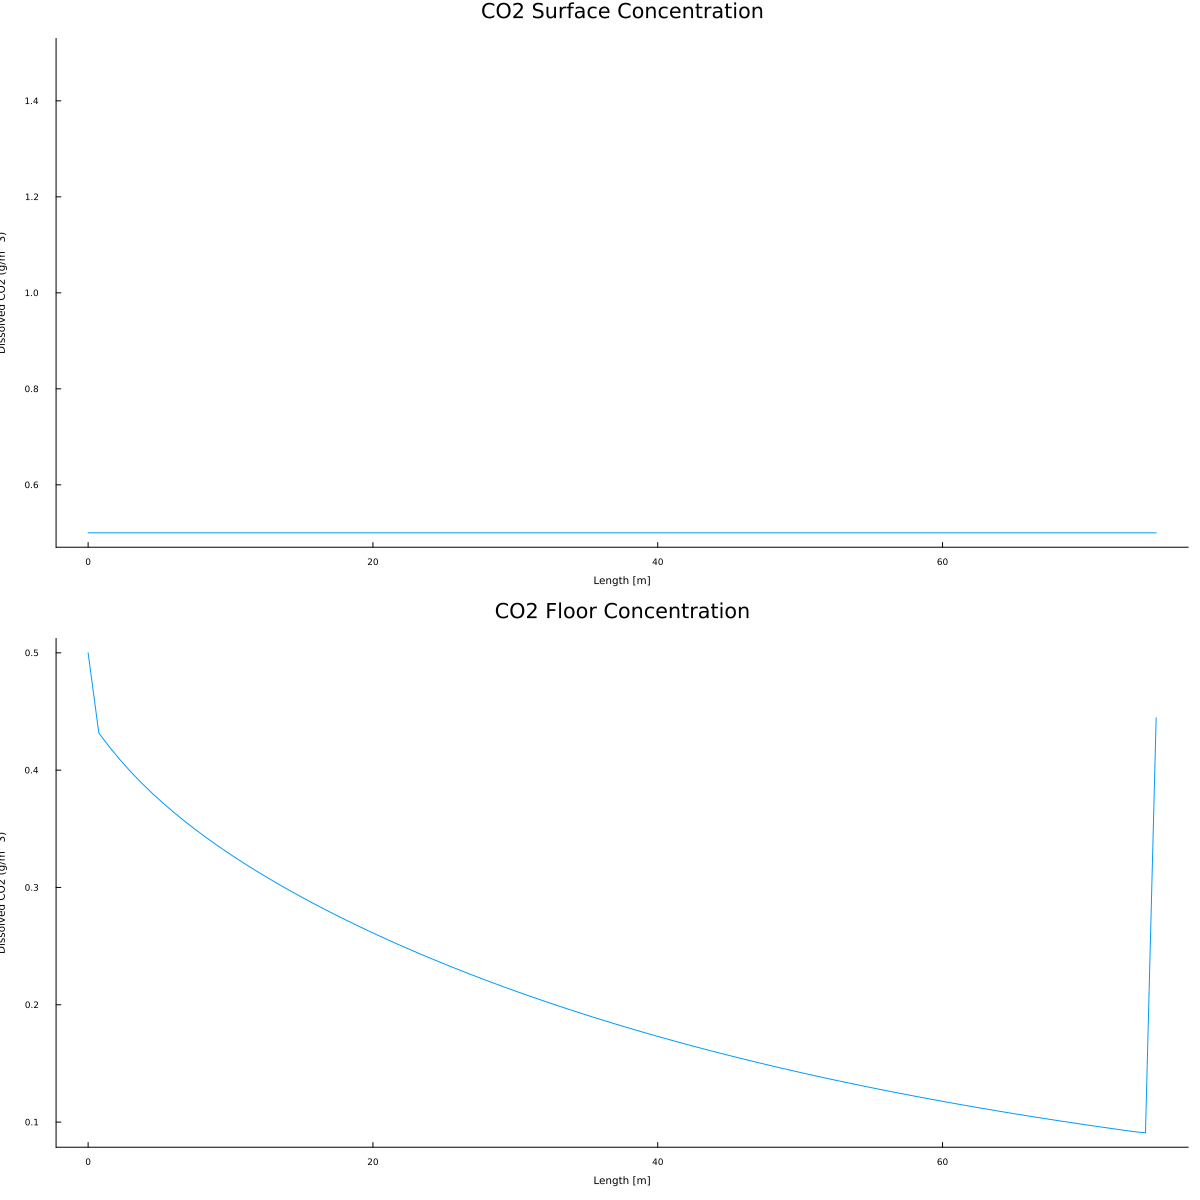 CO2 Surface Concentration
1.4
1.2
1.0
0.8
0.6
Dissolved CO2
0 20 40 60
Length [m]
CO2 Floor Concentration
0.5
0.4
0.3
0.2
0.1
Dissolved CO2
0 20 40 60
Length [m]